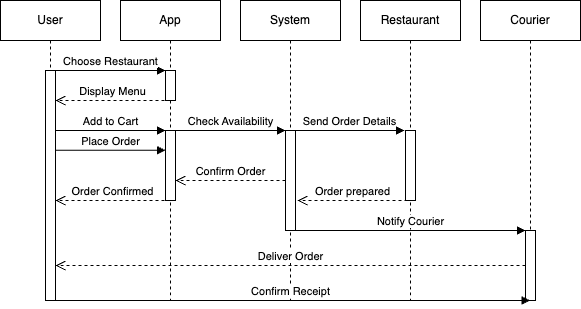 User
App
System
Restaurant
Courier
Choose Restaurant
Display Menu
Add to Cart
Check Availability
Send Order Details
Place Order
Confirm Order
Order Confirmed
Order prepared
Notify Courier
Deliver Order
Confirm Receipt